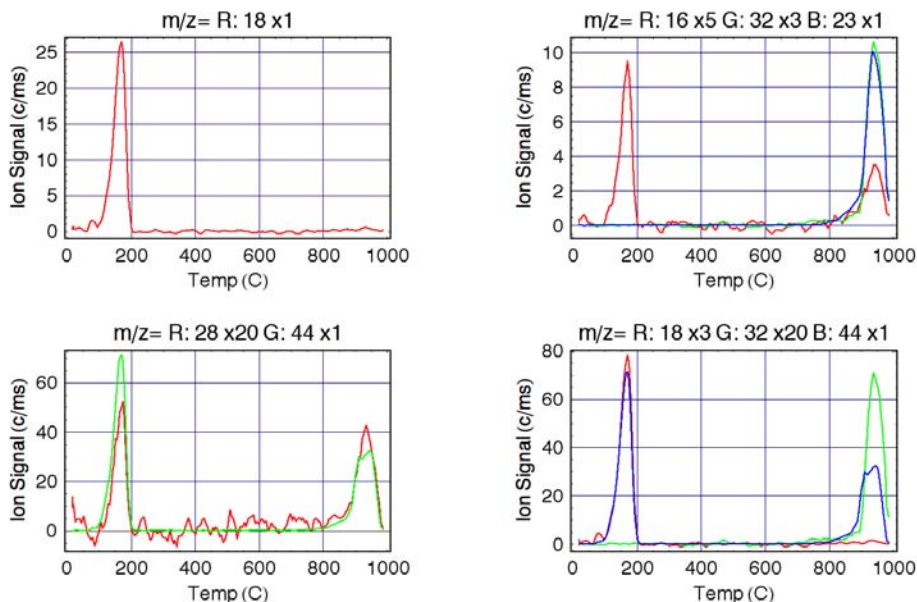 m/z= R: 18 x1
Ion Signal (c/ms)
25
20
15
10
5
0
0 200 400 600 800 1000
Temp (C)
m/z= R: 16 x5 G: 32 x3 B: 23 x1
Ion Signal (c/ms)
10
8
6
4
2
0
0 200 400 600 800 1000
Temp (C)
m/z= R: 28 x20 G: 44 x1
Ion Signal (c/ms)
60
40
20
0
0 200 400 600 800 1000
Temp (C)
m/z= R: 18 x3 G: 32 x20 B: 44 x1
Ion Signal (c/ms)
80
60
40
20
0
0 200 400 600 800 1000
Temp (C)